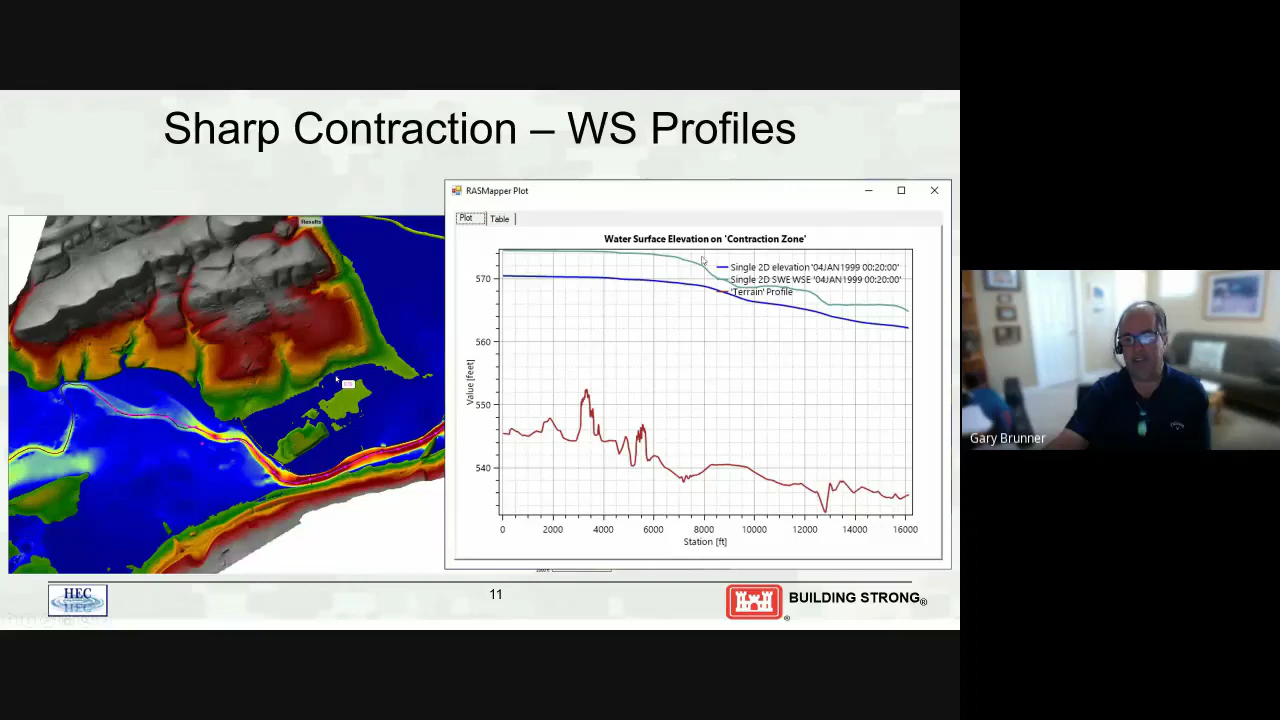 Sharp Contraction – WS Profiles
RASMapper Plot
Plot
Table
Results
Water Surface Elevation on 'Contraction Zone'
Single 2D elevation '04JAN1999 00:20:00'
Single 2D SWE WSE '04JAN1999 00:20:00'
'Terrain' Profile
Value [feet]
570
560
550
540
0
2000
4000
6000
8000
10000
12000
14000
16000
Station [ft]
HEC
11
BUILDING STRONG®
®
Gary Brunner